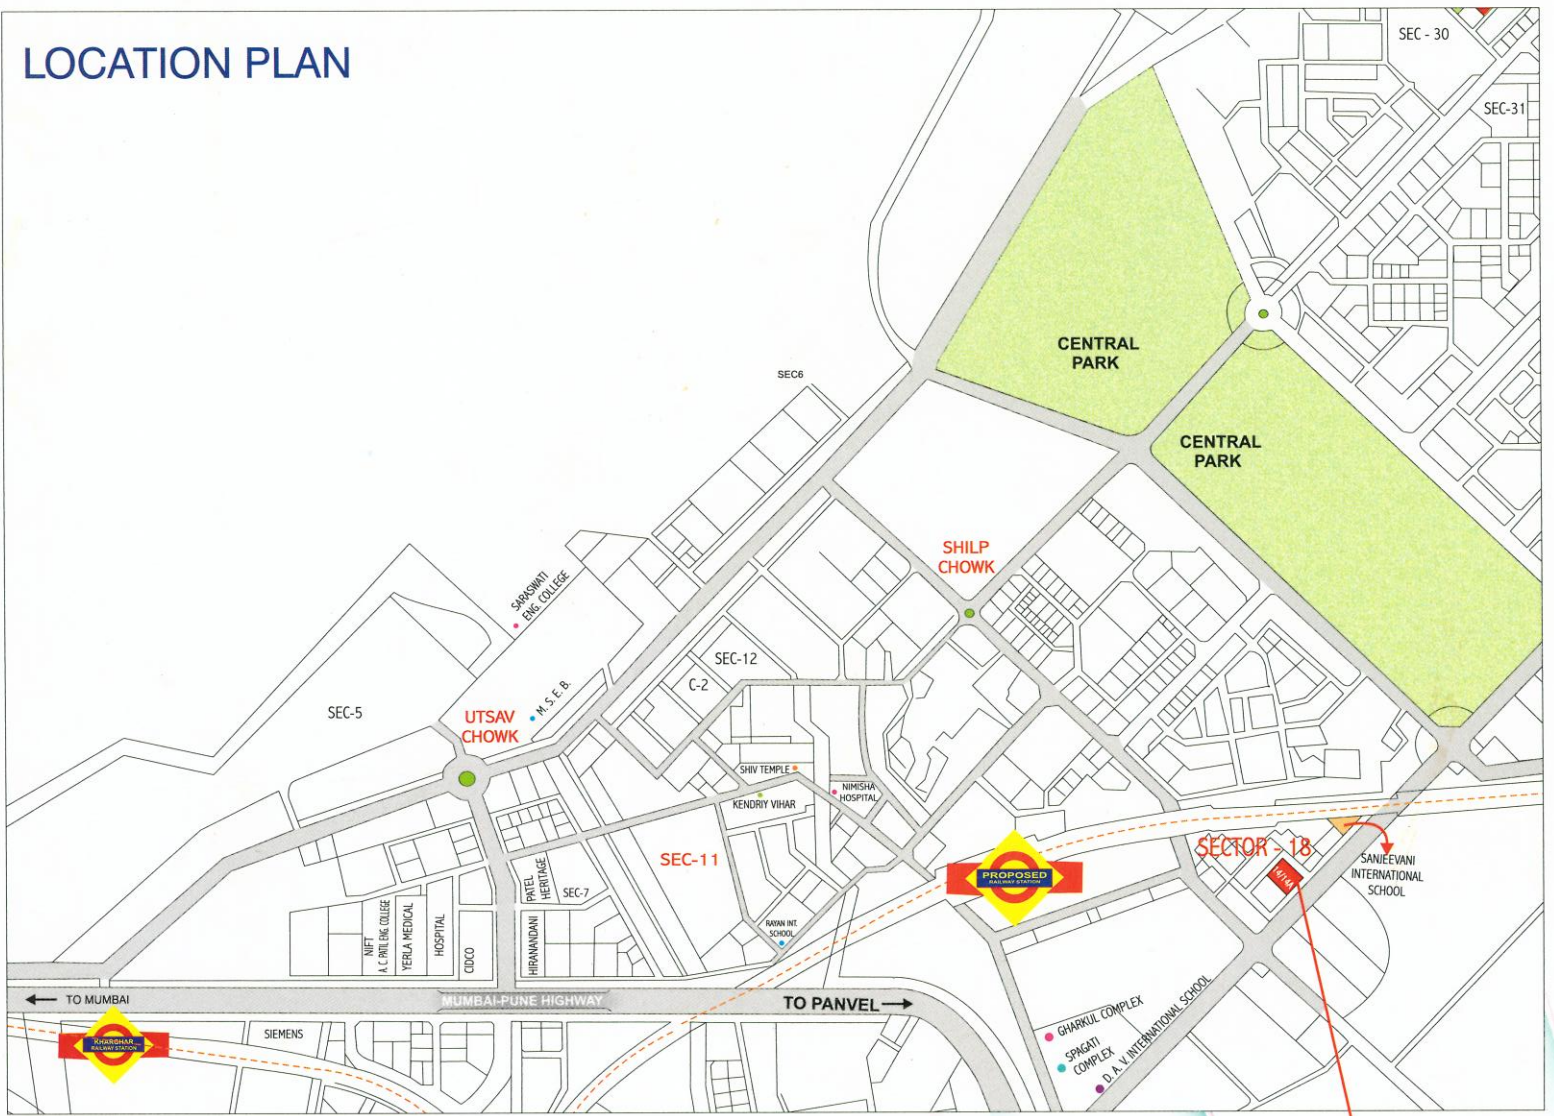 LOCATION PLAN
SEC - 30
SEC-31
CENTRAL
PARK
SEC6
CENTRAL
PARK
SHILP
CHOWK
SARASWATI
ENG. COLLEGE
SEC-12
C-2
M. S. E. B.
SEC-5
UTSAV
CHOWK
SHIV TEMPLE
NIMISHA
HOSPITAL
KENDRIY VIHAR
SEC-11
SECTOR - 18
14/14A
SANJEEVANI
INTERNATIONAL
SCHOOL
PROPOSED
RAILWAY STATION
PATEL
HERITAGE
SEC-7
HIRANANDANI
RAYAN INT.
SCHOOL
NIFT
A. C. PATIL ENG. COLLEGE
YERLA MEDICAL
HOSPITAL
CIDCO
TO MUMBAI
MUMBAI-PUNE HIGHWAY
TO PANVEL
KHARGHAR
RAILWAY STATION
SIEMENS
GHARKUL COMPLEX
SPAGATI
COMPLEX
D. A. V. INTERNATIONAL SCHOOL